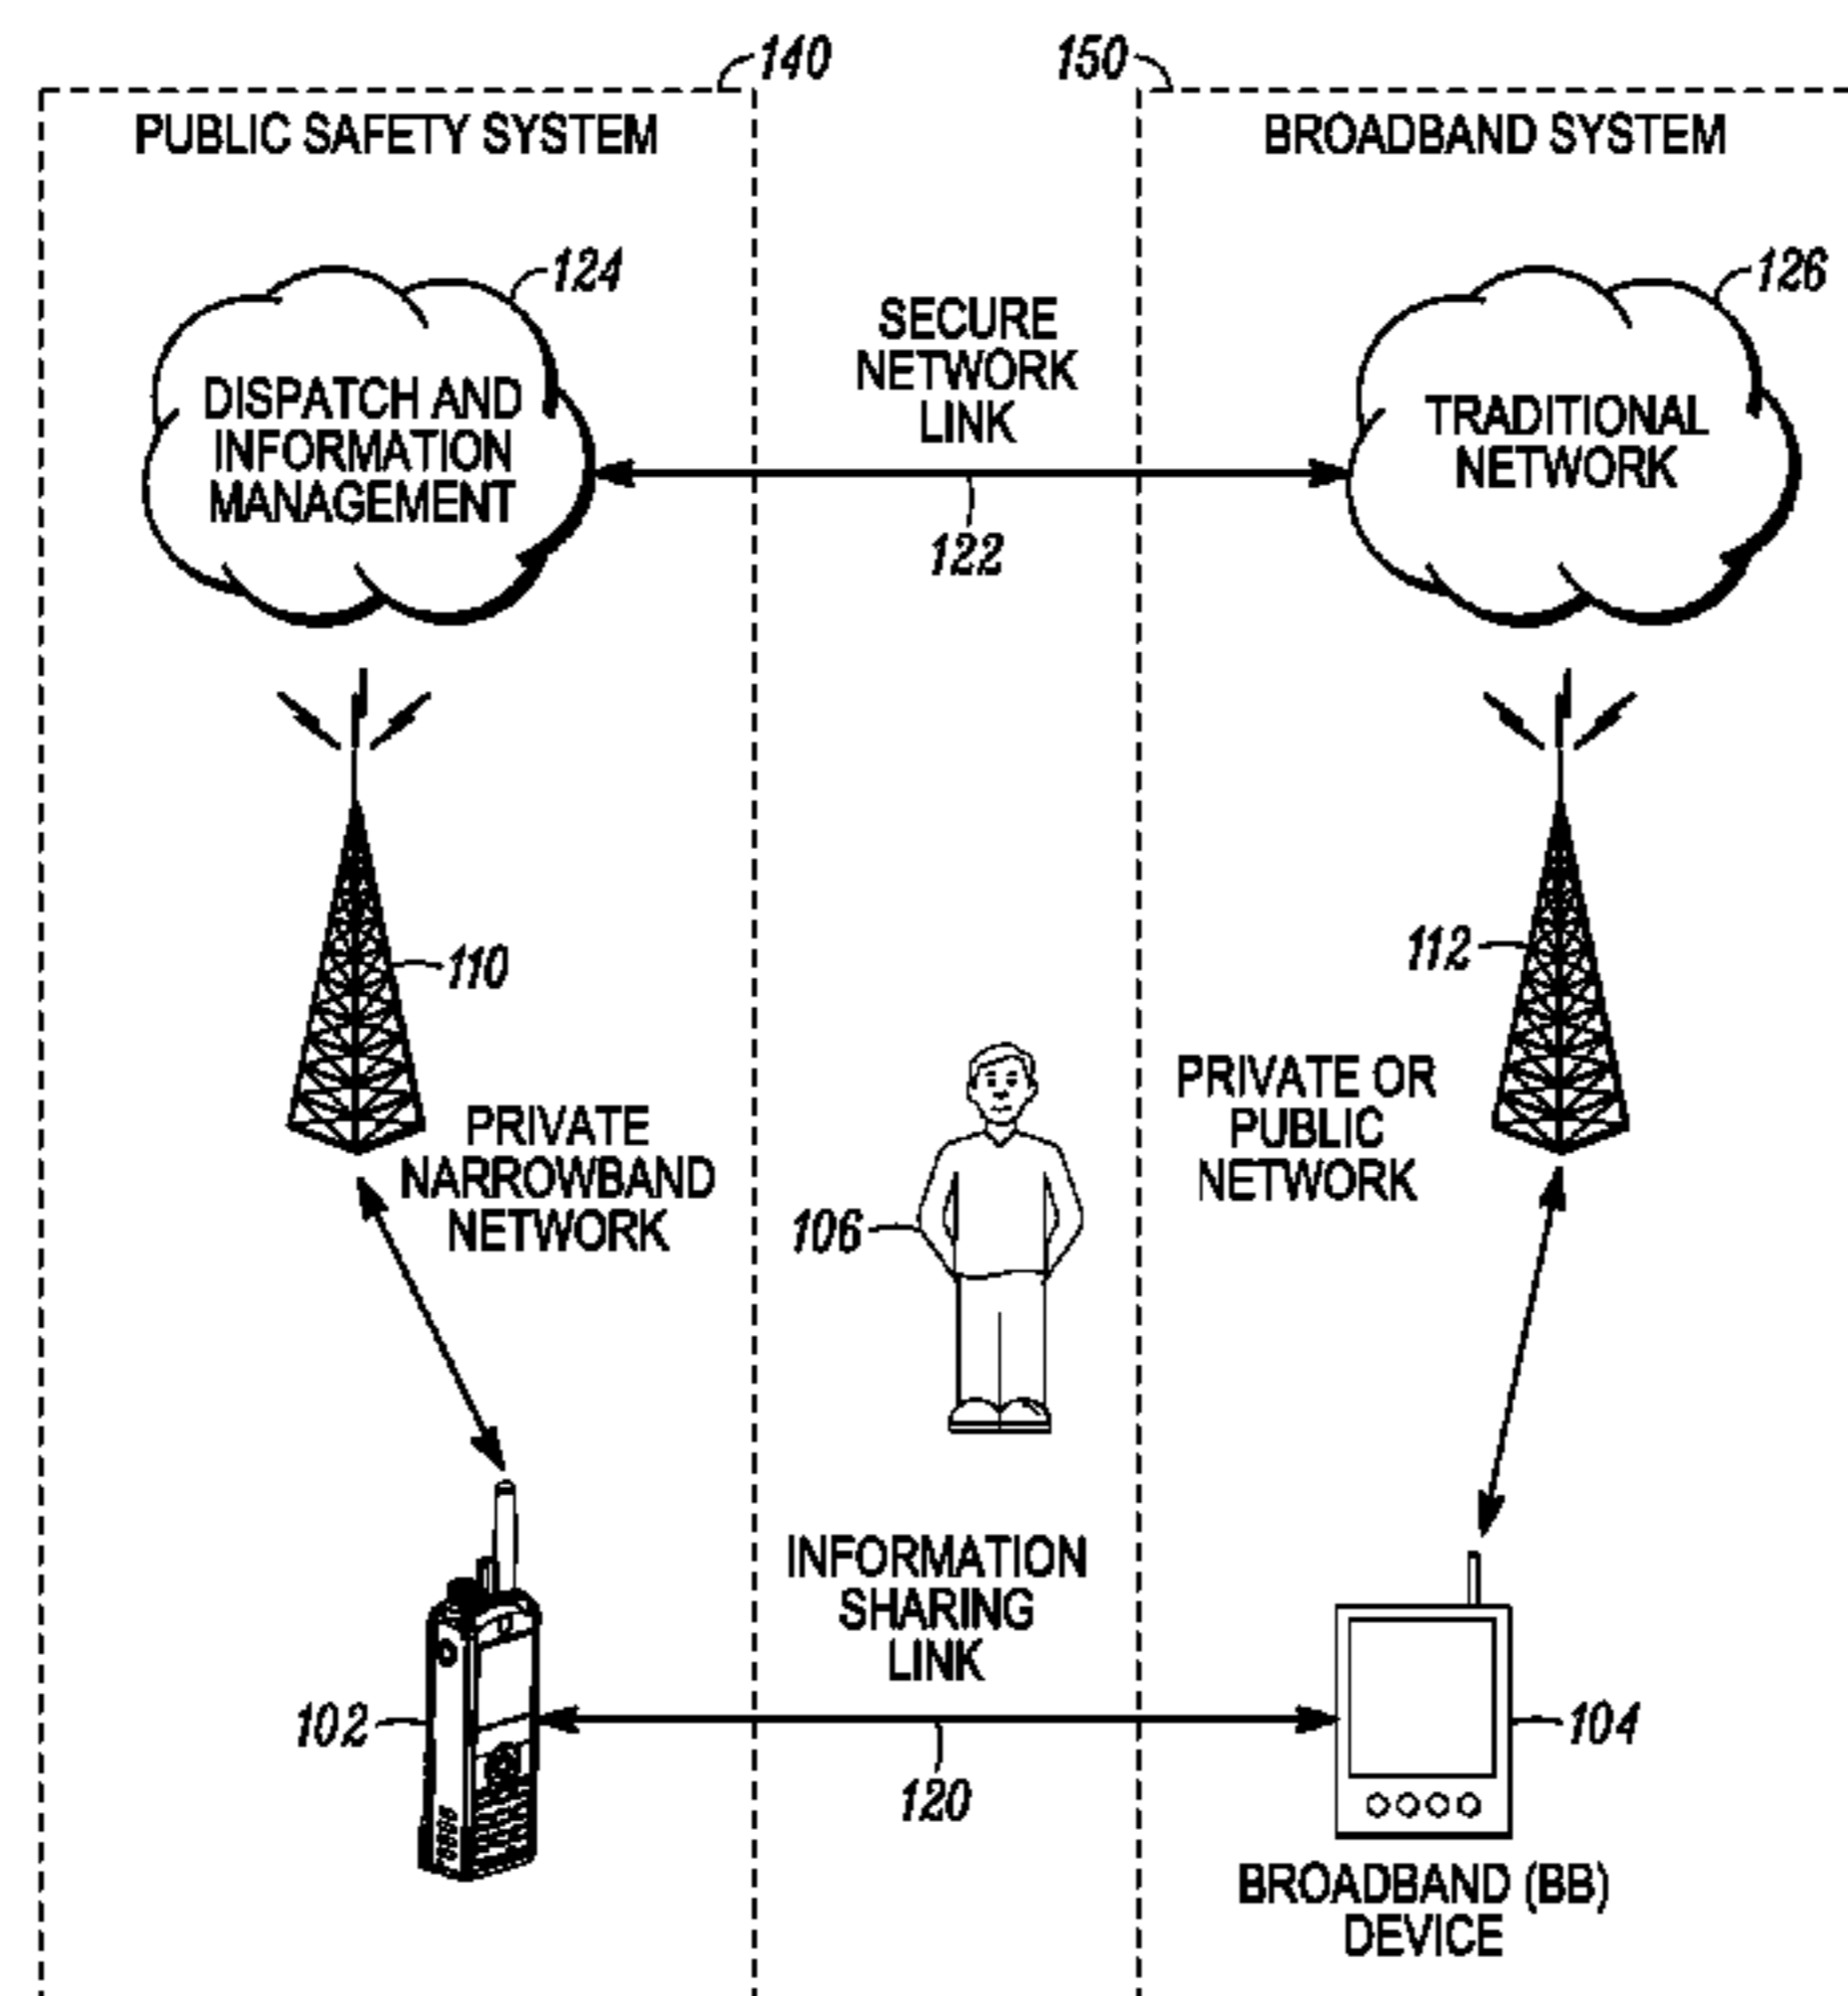 140
150
PUBLIC SAFETY SYSTEM
BROADBAND SYSTEM
124
126
SECURE
NETWORK
LINK
DISPATCH AND
INFORMATION
MANAGEMENT
TRADITIONAL
NETWORK
122
110
112
PRIVATE
NARROWBAND
NETWORK
PRIVATE OR
PUBLIC
NETWORK
106
INFORMATION
SHARING
LINK
102
104
120
BROADBAND (BB)
DEVICE